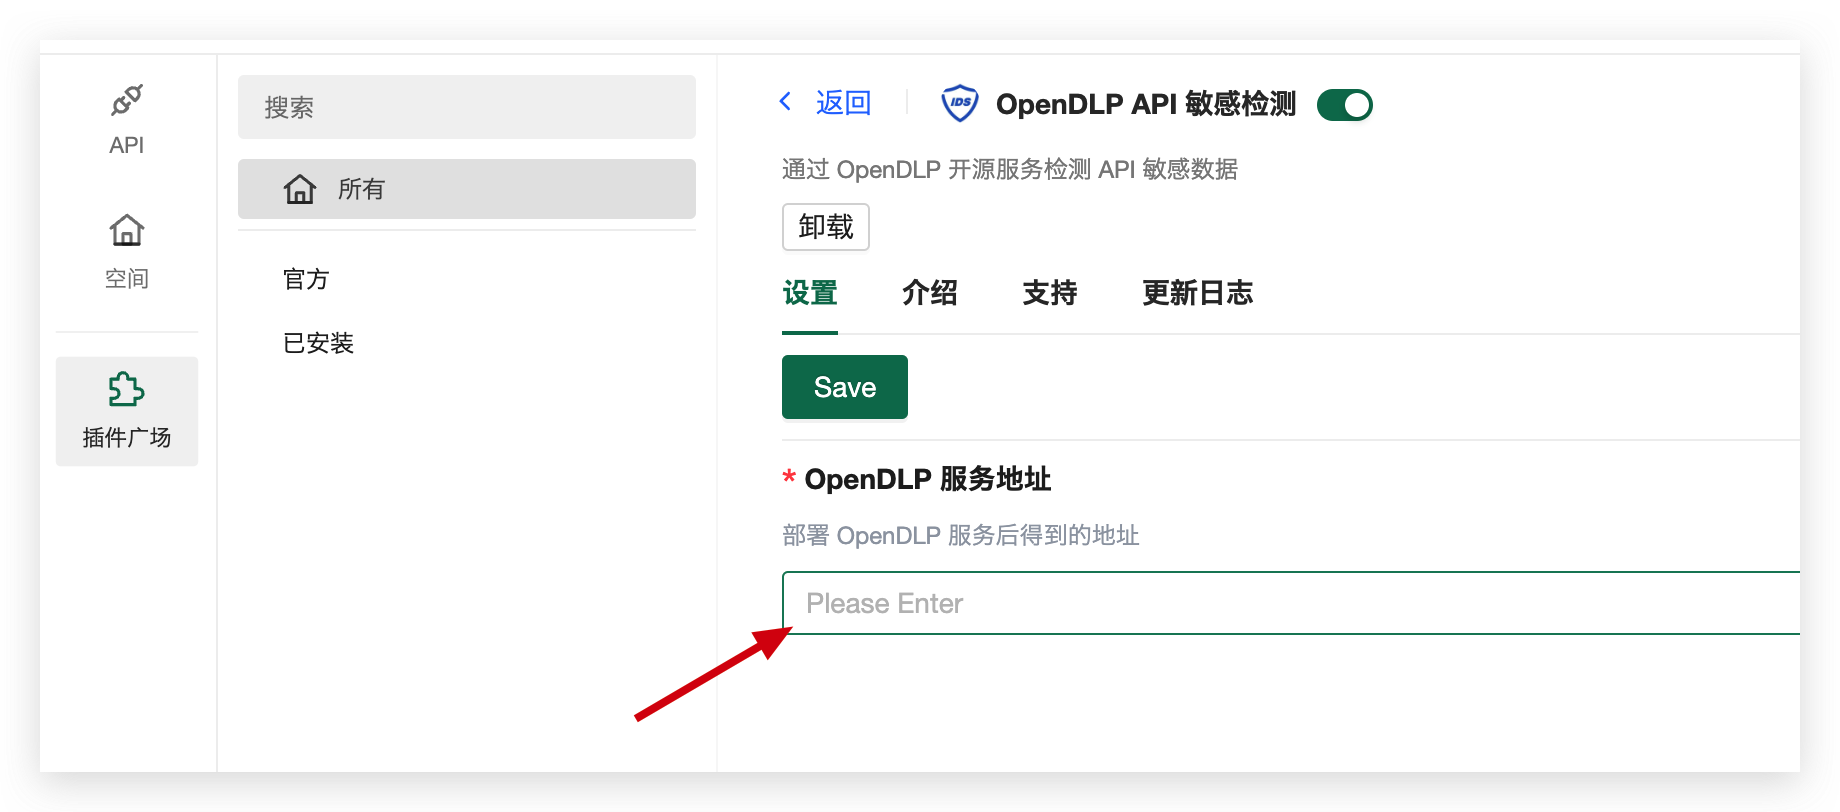 API
空间
插件广场
搜索
所有
官方
已安装
返回
IDS OpenDLP API 敏感检测
通过 OpenDLP 开源服务检测 API 敏感数据
卸载
设置 介绍 支持 更新日志
Save
* OpenDLP 服务地址
部署 OpenDLP 服务后得到的地址
Please Enter